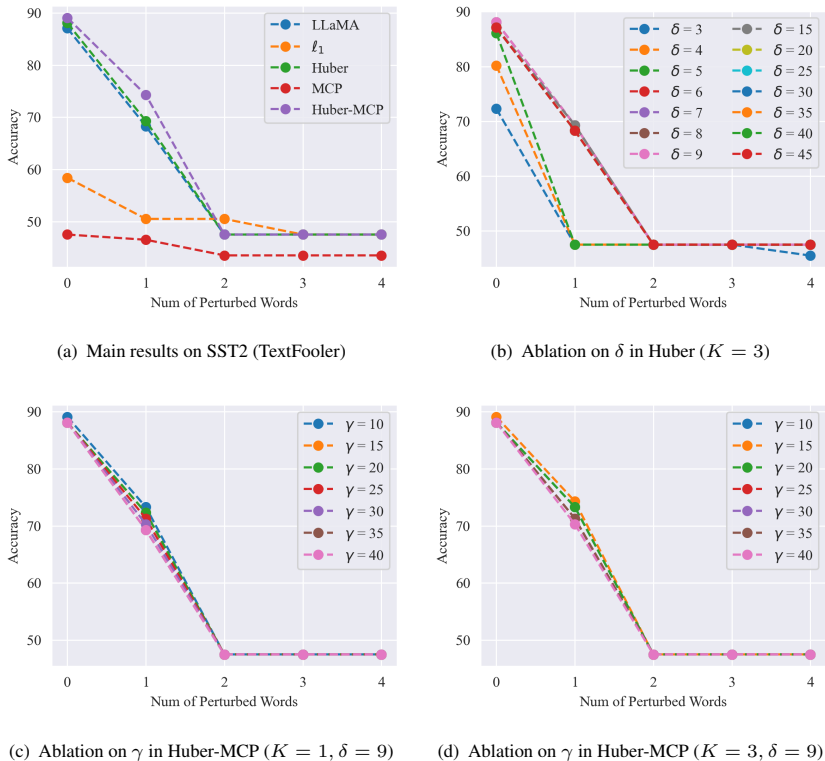 90
80
70
60
50
Accuracy
0 1 2 3 4
Num of Perturbed Words
LLaMA
ℓ1
Huber
MCP
Huber-MCP
(a) Main results on SST2 (TextFooler)
90
80
70
60
50
Accuracy
0 1 2 3 4
Num of Perturbed Words
δ = 3
δ = 4
δ = 5
δ = 6
δ = 7
δ = 8
δ = 9
δ = 15
δ = 20
δ = 25
δ = 30
δ = 35
δ = 40
δ = 45
(b) Ablation on δ in Huber (K = 3)
90
80
70
60
50
Accuracy
0 1 2 3 4
Num of Perturbed Words
γ = 10
γ = 15
γ = 20
γ = 25
γ = 30
γ = 35
γ = 40
(c) Ablation on γ in Huber-MCP (K = 1, δ = 9)
90
80
70
60
50
Accuracy
0 1 2 3 4
Num of Perturbed Words
γ = 10
γ = 15
γ = 20
γ = 25
γ = 30
γ = 35
γ = 40
(d) Ablation on γ in Huber-MCP (K = 3, δ = 9)